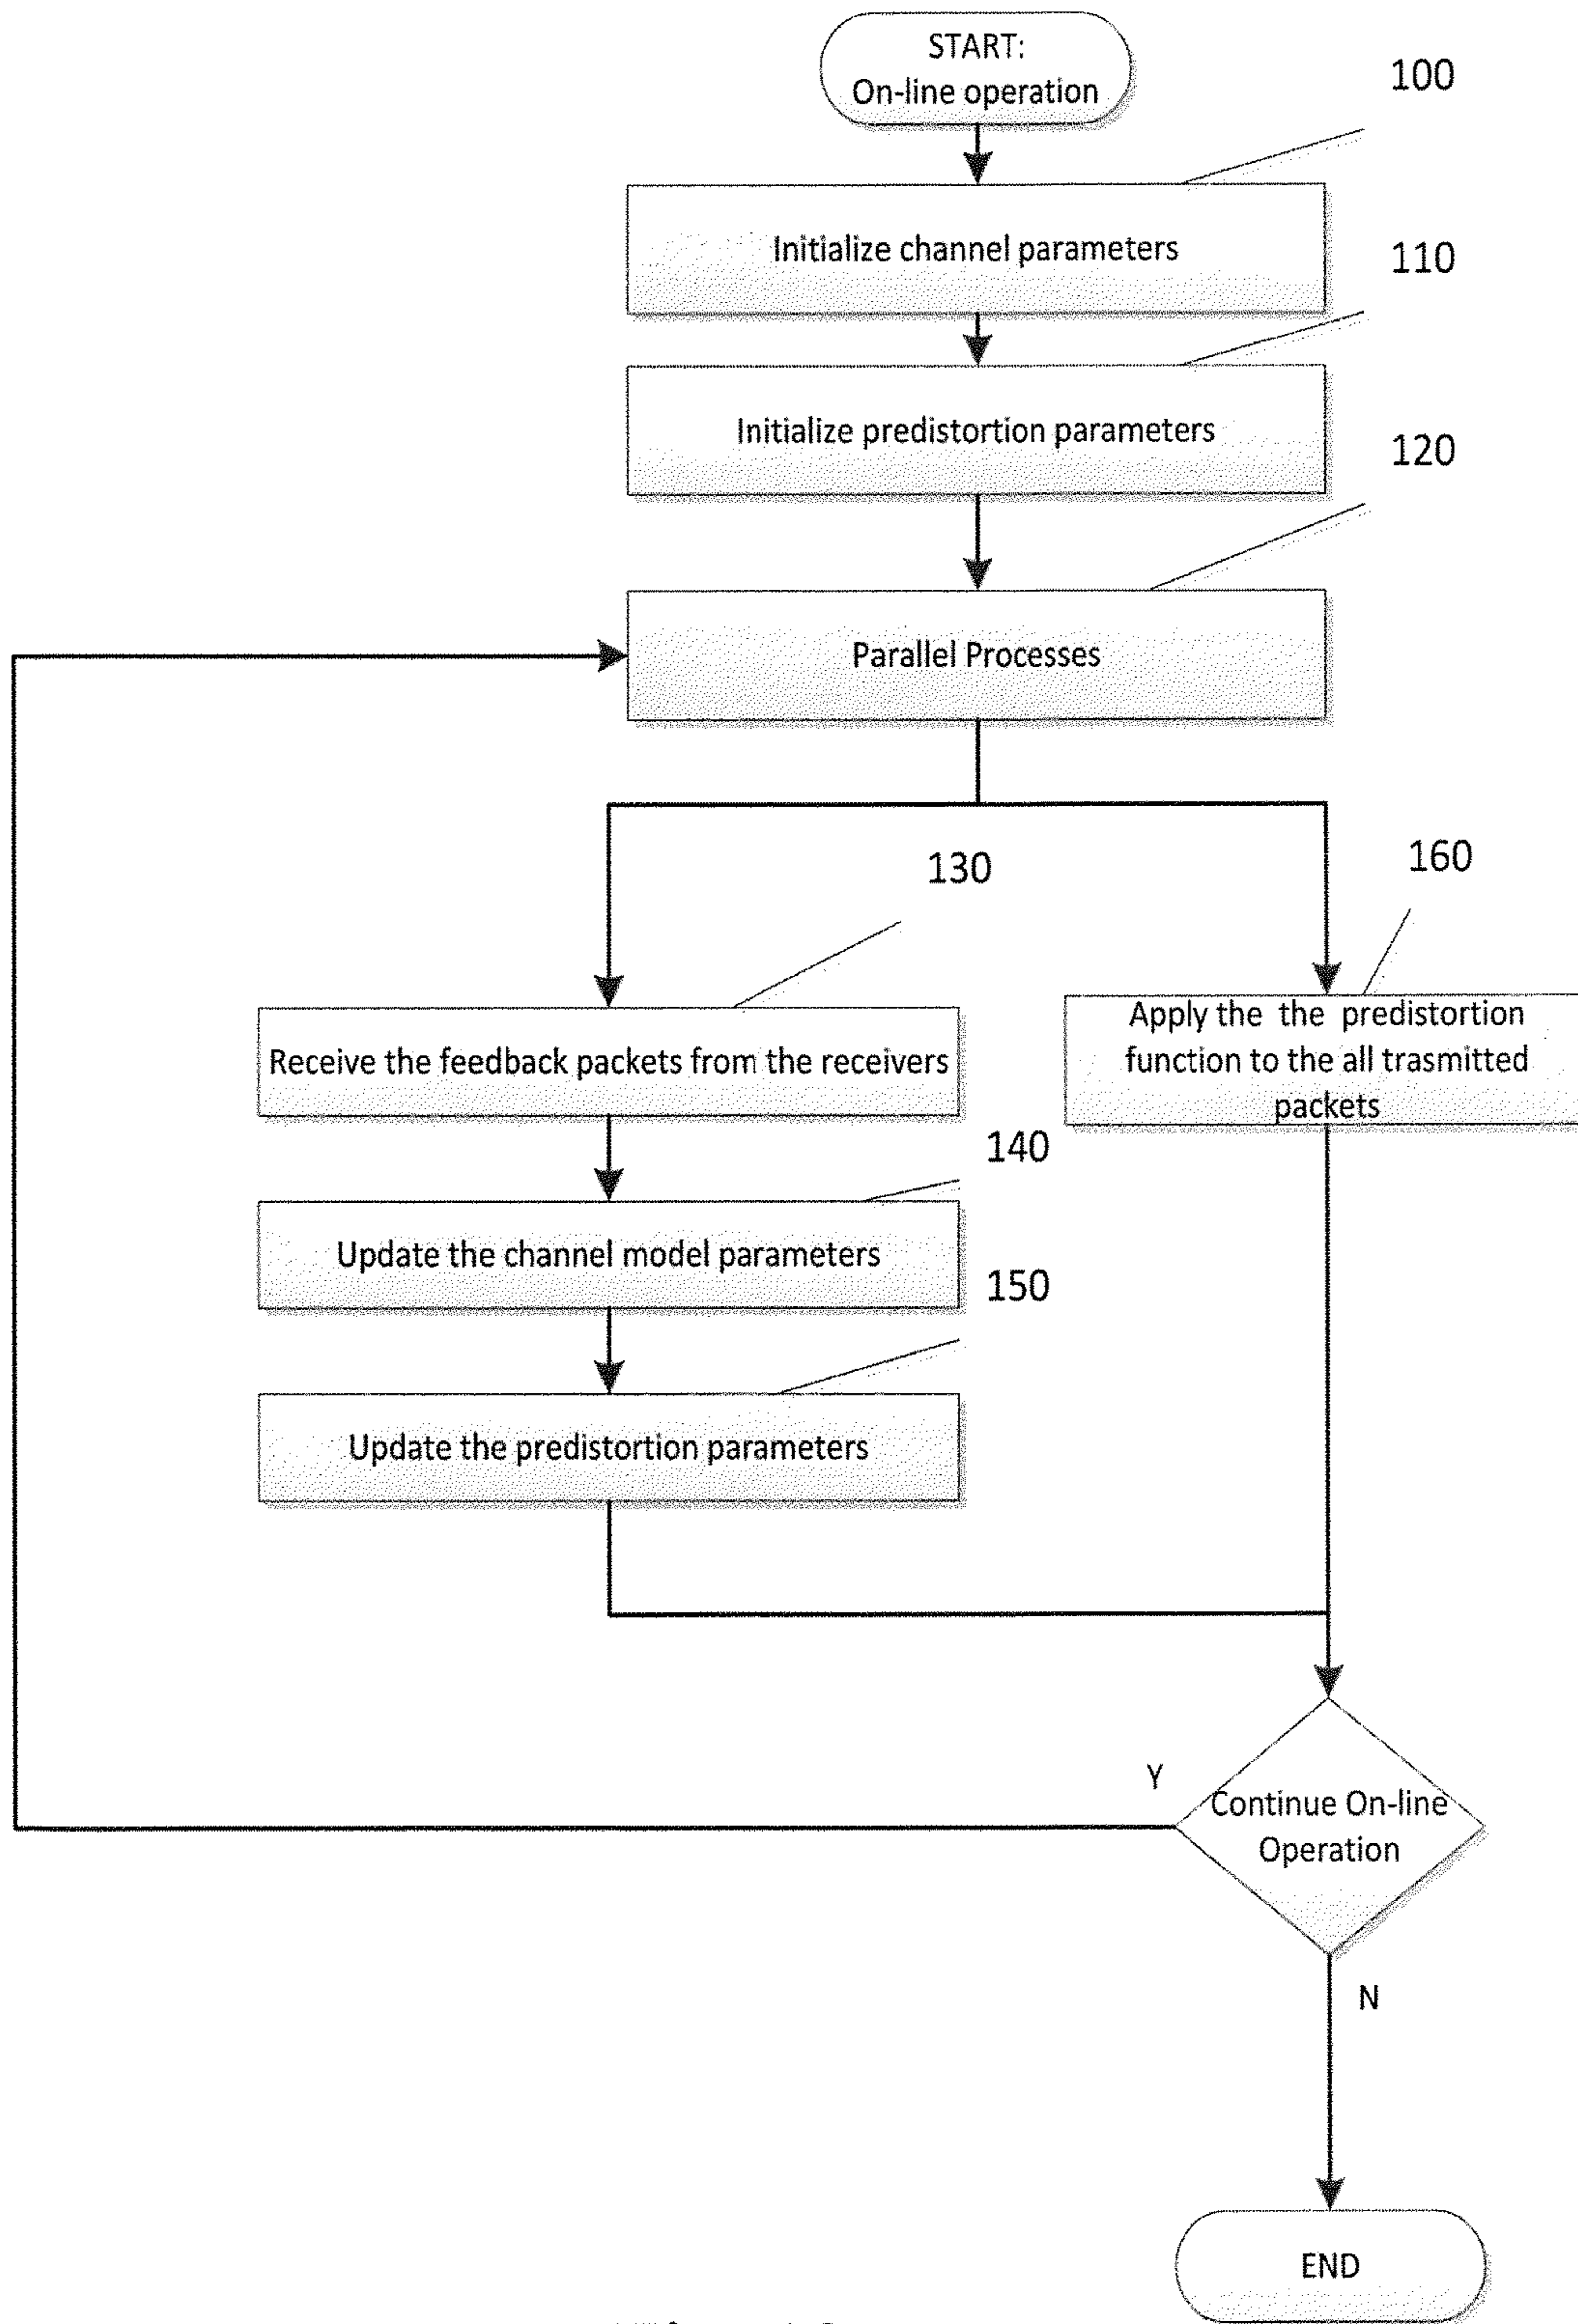 START:
On-line operation
100
Initialize channel parameters
110
Initialize predistortion parameters
120
Parallel Processes
130
160
Receive the feedback packets from the receivers
Apply the the predistortion
function to the all trasmitted
packets
140
Update the channel model parameters
150
Update the predistortion parameters
Y
Continue On-line
Operation
N
END